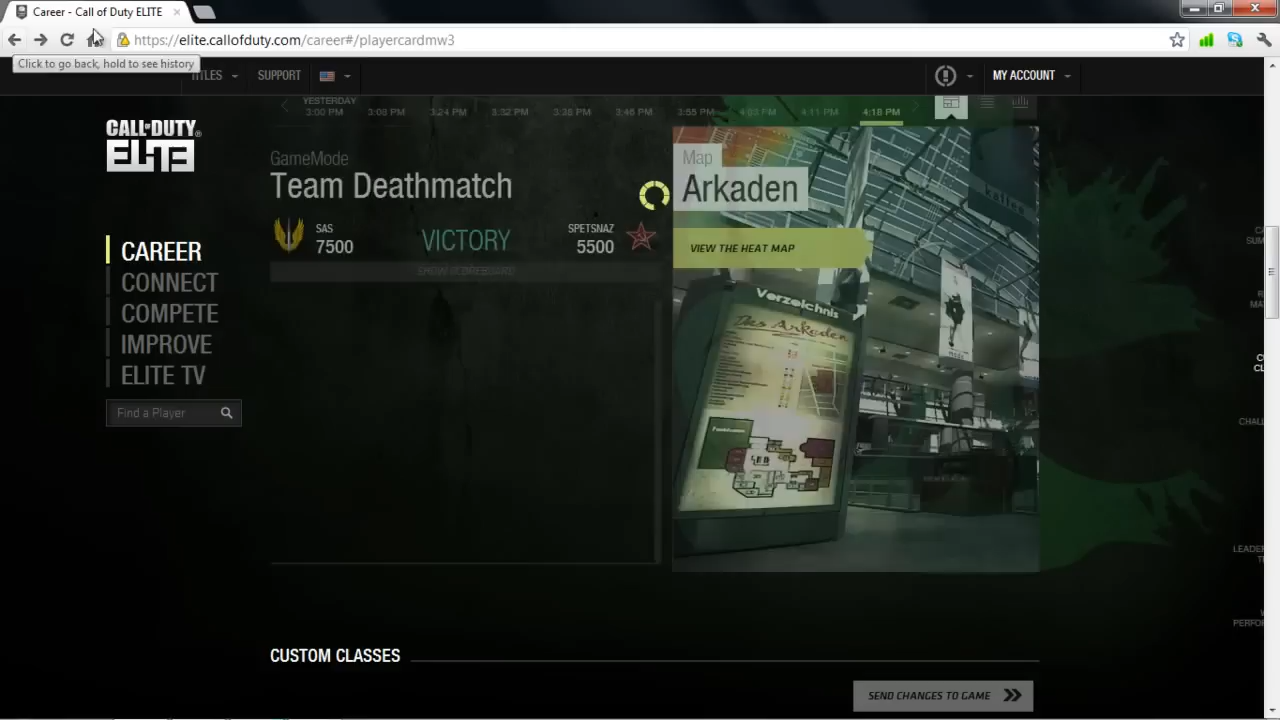 Career - Call of Duty ELITE
https://elite.callofduty.com/career#/playercardmw3
Click to go back, hold to see history
TITLES SUPPORT MY ACCOUNT
YESTERDAY
3:00 PM 3:08 PM 3:24 PM 3:32 PM 3:38 PM 3:46 PM 3:55 PM 4:03 PM 4:11 PM 4:18 PM
CALL OF DUTY®
ELITE
CAREER
CONNECT
COMPETE
IMPROVE
ELITE TV
Find a Player
GameMode
Team Deathmatch
SAS
7500
VICTORY
SPETSNAZ
5500
SHOW SCOREBOARD
Map
Arkaden
VIEW THE HEAT MAP
Verzeichnis
Das Arkaden
CUSTOM CLASSES
SEND CHANGES TO GAME